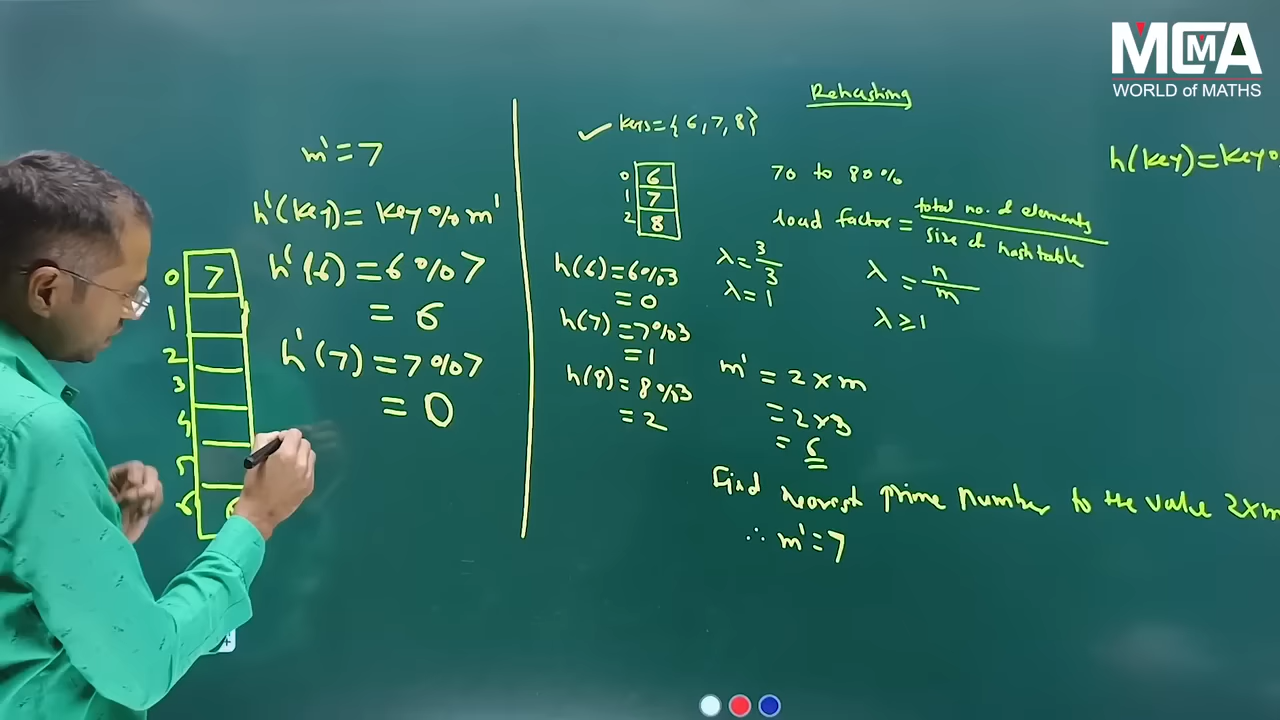 MCMA
WORLD of MATHS
Rehashing
m' = 7
h'(key) = key % m'
h'(6) = 6 % 7
= 6
h'(7) = 7 % 7
= 0
0 7
1
2
3
4
5
6 6
✓ keys = {6, 7, 8}
0 6
1 7
2 8
h(6) = 6 % 3
= 0
h(7) = 7 % 3
= 1
h(8) = 8 % 3
= 2
70 to 80 %
load factor = total no. of elements / size of hash table
λ = 3/3
λ = 1
λ = n/m
λ ≥ 1
m' = 2 × m
= 2 × 3
= 6
Find nearest prime number to the value 2 × m
∴ m' = 7
h(key) = key %